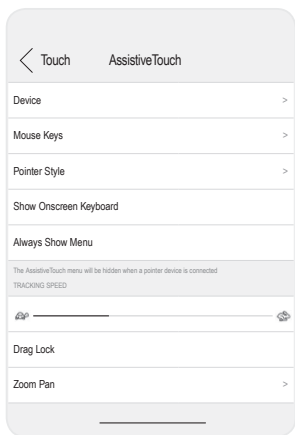 Touch AssistiveTouch
Device >
Mouse Keys >
Pointer Style >
Show Onscreen Keyboard
Always Show Menu
The AssistiveTouch menu will be hidden when a pointer device is connected
TRACKING SPEED
Drag Lock
Zoom Pan >